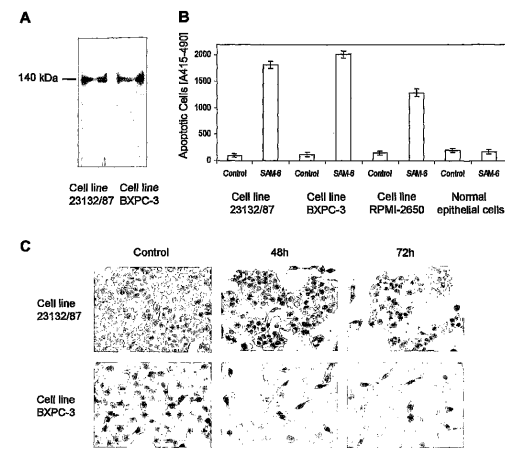 A
140 kDa
Cell line 23132/87
Cell line BXPC-3
B
Apoptotic Cells [A415-490]
2000
1500
1000
500
0
Control SAM-6 Control SAM-6 Control SAM-6 Control SAM-6
Cell line 23132/87
Cell line BXPC-3
Cell line RPMI-2650
Normal epithelial cells
C
Control 48h 72h
Cell line 23132/87
Cell line BXPC-3